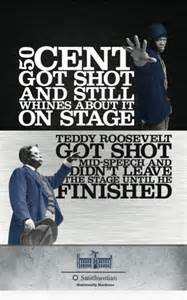 50 CENT
GOT SHOT
AND STILL
WHINES ABOUT IT
ON STAGE
TEDDY ROOSEVELT
GOT SHOT
MID-SPEECH AND
DIDN'T LEAVE
THE STAGE UNTIL HE
FINISHED
Smithsonian